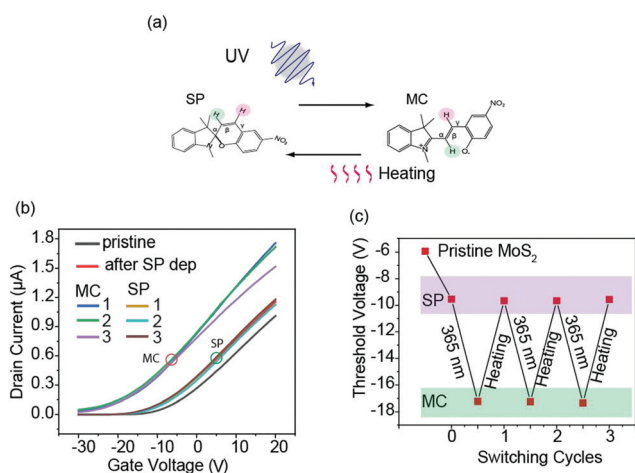 (a)
UV
SP
MC
H H
α β γ
N O
NO₂
H
γ
α β
H
N+
O-
NO₂
Heating
(b)
pristine
after SP dep
MC SP
1 1
2 2
3 3
MC
SP
Drain Current (μA)
1.8
1.5
1.2
0.9
0.6
0.3
0.0
-30 -20 -10 0 10 20
Gate Voltage (V)
(c)
Pristine MoS₂
SP
MC
365 nm
Heating
365 nm
Heating
365 nm
Heating
Threshold Voltage (V)
-4
-6
-8
-10
-12
-14
-16
-18
0 1 2 3
Switching Cycles